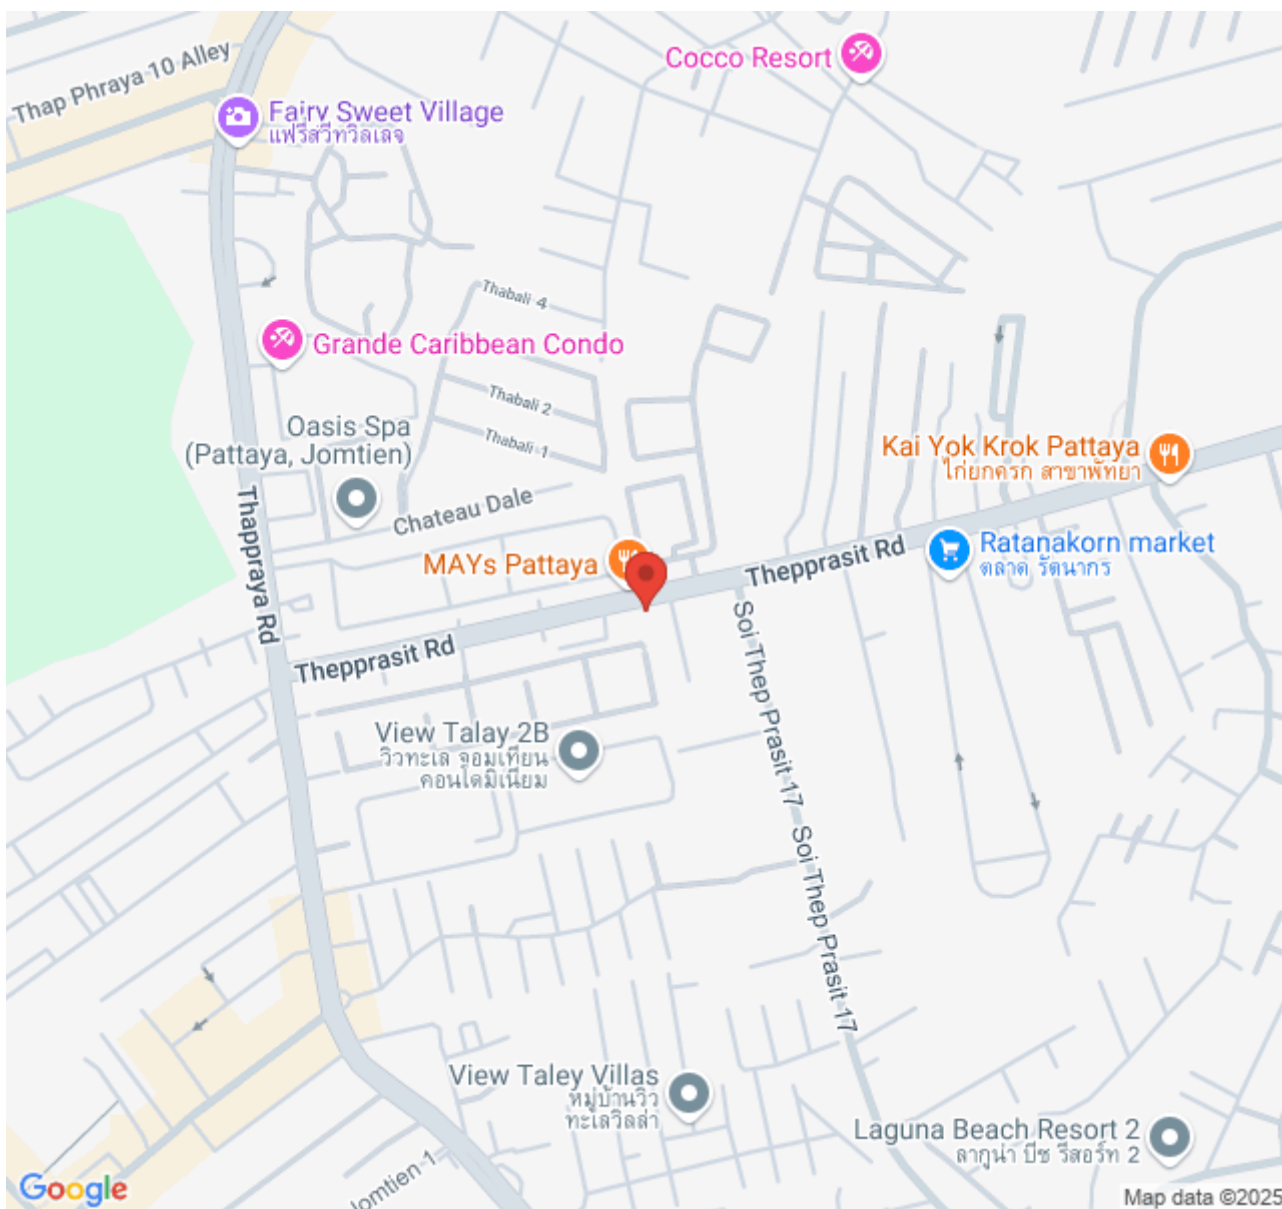 Cocco Resort
Thap Phraya 10 Alley
Fairy Sweet Village
แฟรี่สวีทวิลเลจ
Thabali 4
Grande Caribbean Condo
Thabali 2
Oasis Spa
(Pattaya, Jomtien)
Thabali 1
Kai Yok Krok Pattaya
ไก่ยกครก สาขาพัทยา
Chateau Dale
Thappraya Rd
MAYs Pattaya
Thepprasit Rd
Ratanakorn market
ตลาด รัตนากร
Thepprasit Rd
Soi Thep Prasit 17
View Talay 2B
วิวทะเล จอมเทียน
คอนโดมิเนียม
Soi Thep Prasit 17
View Taley Villas
หมู่บ้านวิว
ทะเลวิลล่า
Laguna Beach Resort 2
ลากูน่า บีช รีสอร์ท 2
Jomtien 1
Google
Map data ©2025